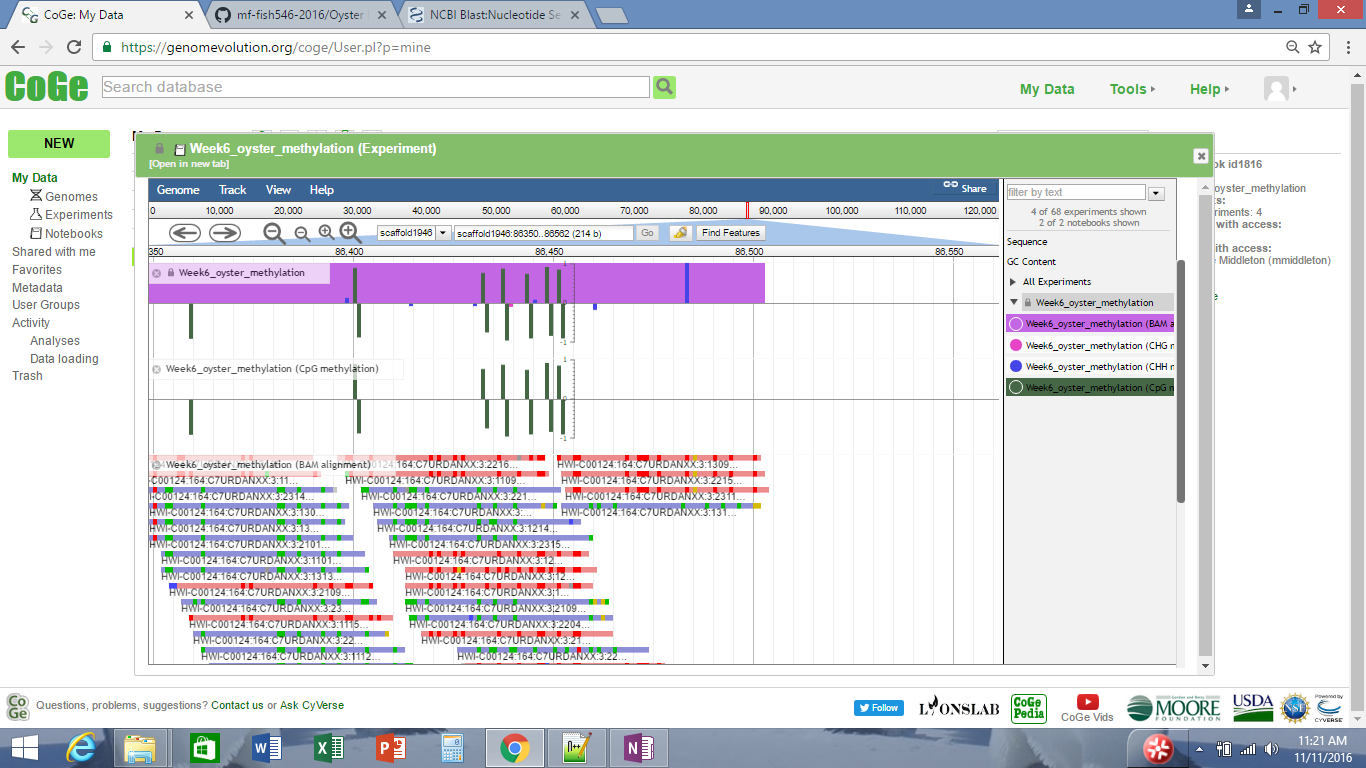 CoGe: My Data
mf-fish546-2016/Oyster
NCBI Blast:Nucleotide Se
https://genomevolution.org/coge/User.pl?p=mine
CoGe
Search database
My Data
Tools
Help
NEW
My Data
Genomes
Experiments
Notebooks
Shared with me
Favorites
Metadata
User Groups
Activity
Analyses
Data loading
Trash
Week6_oyster_methylation (Experiment)
[Open in new tab]
ok id1816
oyster_methylation
ts:
riments: 4
with access:
with access:
Middleton (mmiddleton)
Genome
Track
View
Help
Share
0 10,000 20,000 30,000 40,000 50,000 60,000 70,000 80,000 90,000 100,000 110,000 120,000
scaffold1946
scaffold1946:86350..86562 (214 b)
Go
Find Features
350 86,400 86,450 86,500 86,550
Week6_oyster_methylation
1
0
-1
Week6_oyster_methylation (CpG methylation)
1
0
-1
Week6_oyster_methylation (BAM alignment)
164:C7URDANXX:3:2216...
HWI-C00124:164:C7URDANXX:3:1309...
-C00124:164:C7URDANXX:3:11...
HWI-C00124:164:C7URDANXX:3:1109...
HWI-C00124:164:C7URDANXX:3:2215...
HWI-C00124:164:C7URDANXX:3:2314...
HWI-C00124:164:C7URDANXX:3:221...
HWI-C00124:164:C7URDANXX:3:2311...
HWI-C00124:164:C7URDANXX:3:130...
HWI-C00124:164:C7URDANXX:3:...
HWI-C00124:164:C7URDANXX:3:131...
HWI-C00124:164:C7URDANXX:3:13...
HWI-C00124:164:C7URDANXX:3:1214...
HWI-C00124:164:C7URDANXX:3:2101...
HWI-C00124:164:C7URDANXX:3:2315...
HWI-C00124:164:C7URDANXX:3:1101...
HWI-C00124:164:C7URDANXX:3:12...
HWI-C00124:164:C7URDANXX:3:1313...
HWI-C00124:164:C7URDANXX:3:12...
HWI-C00124:164:C7URDANXX:3:2109...
HWI-C00124:164:C7URDANXX:3:1...
HWI-C00124:164:C7URDANXX:3:23...
HWI-C00124:164:C7URDANXX:3:2109...
HWI-C00124:164:C7URDANXX:3:1115...
HWI-C00124:164:C7URDANXX:3:2204...
HWI-C00124:164:C7URDANXX:3:22...
HWI-C00124:164:C7URDANXX:3:21...
HWI-C00124:164:C7URDANXX:3:1112...
HWI-C00124:164:C7URDANXX:3:22...
filter by text
4 of 68 experiments shown
2 of 2 notebooks shown
Sequence
GC Content
All Experiments
Week6_oyster_methylation
Week6_oyster_methylation (BAM a
Week6_oyster_methylation (CHG m
Week6_oyster_methylation (CHH m
Week6_oyster_methylation (CpG m
CoGe
Questions, problems, suggestions? Contact us or Ask CyVerse
Follow
LYONSLAB
CoGe Pedia
CoGe Vids
MOORE FOUNDATION
USDA
NSF
Powered by CYVERSE
11:21 AM
11/11/2016